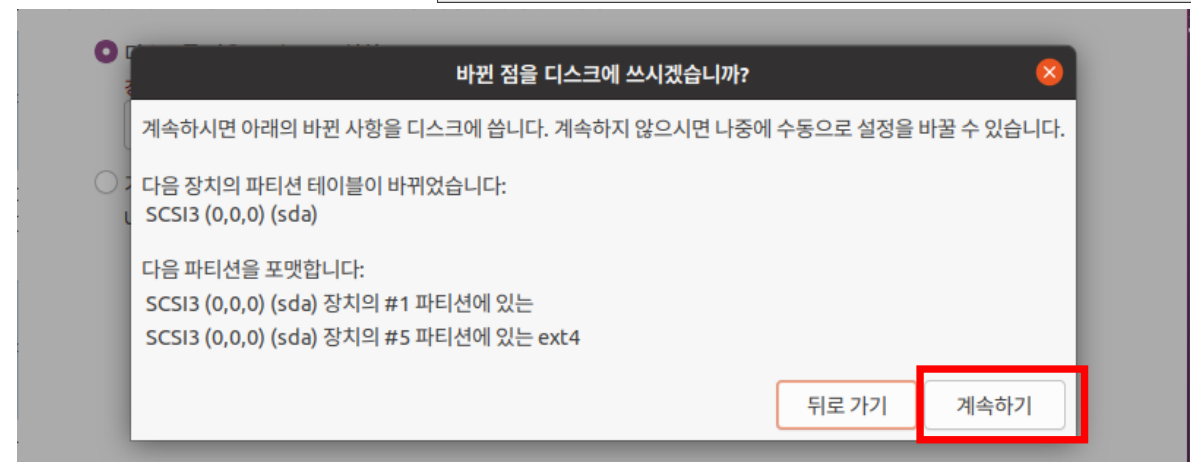 바뀐 점을 디스크에 쓰시겠습니까?
계속하시면 아래의 바뀐 사항을 디스크에 씁니다. 계속하지 않으시면 나중에 수동으로 설정을 바꿀 수 있습니다.
다음 장치의 파티션 테이블이 바뀌었습니다:
SCSI3 (0,0,0) (sda)
다음 파티션을 포맷합니다:
SCSI3 (0,0,0) (sda) 장치의 #1 파티션에 있는
SCSI3 (0,0,0) (sda) 장치의 #5 파티션에 있는 ext4
뒤로 가기
계속하기